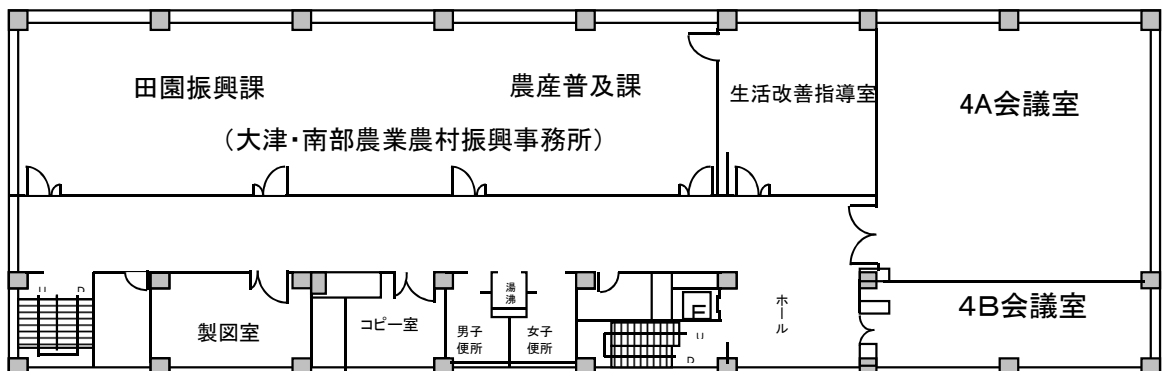 田園振興課
農産普及課
生活改善指導室
4A会議室
（大津・南部農業農村振興事務所）
U D
製図室
コピー室
湯沸
男子便所
女子便所
E
U
D
ホール
4B会議室